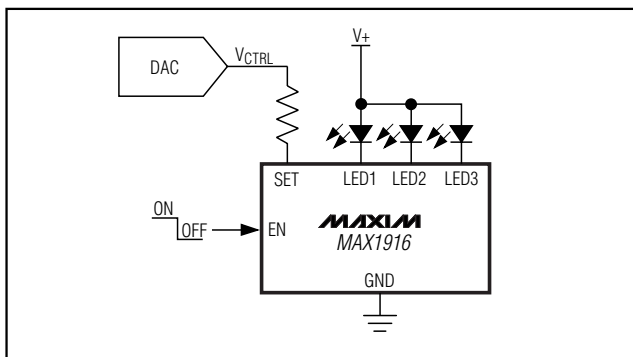 DAC
VCTRL
V+
SET
LED1
LED2
LED3
ON
OFF
EN
MAXIM
MAX1916
GND